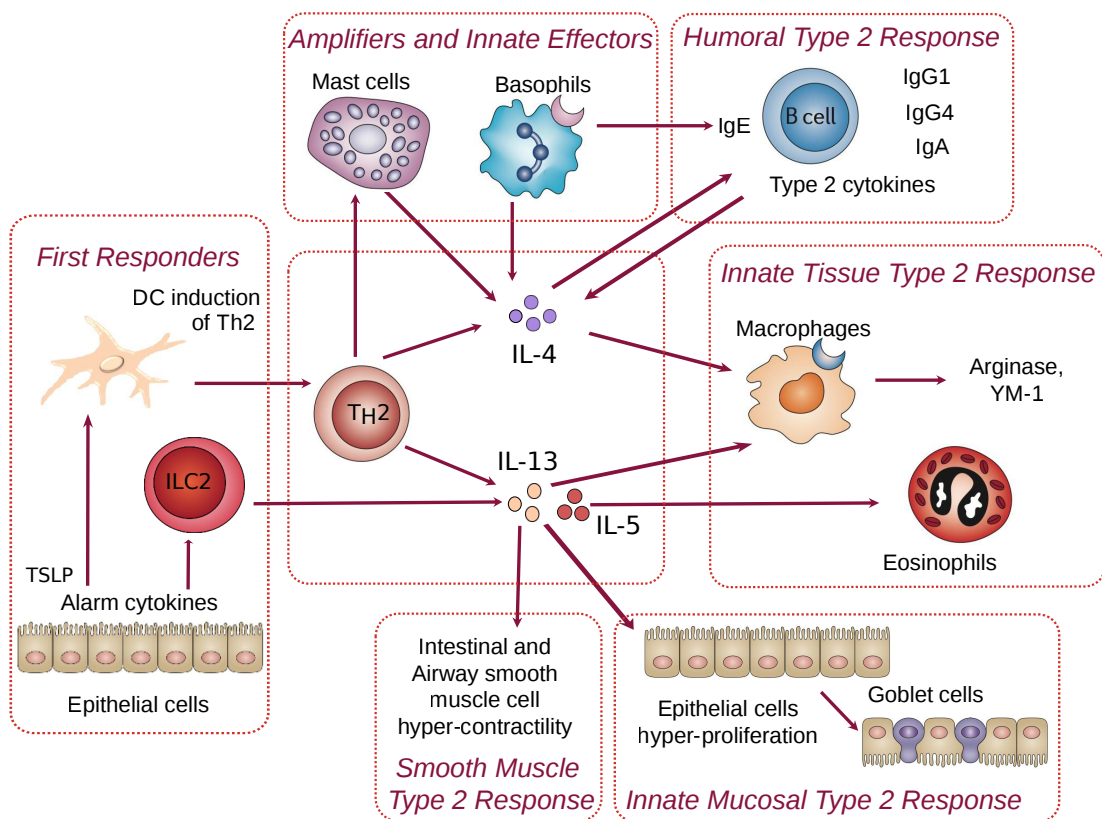 Amplifiers and Innate Effectors
Mast cells
Basophils
Humoral Type 2 Response
IgG1
IgG4
IgA
IgE
B cell
Type 2 cytokines
First Responders
DC induction
of Th2
ILC2
TSLP
Alarm cytokines
Epithelial cells
IL-4
TH2
IL-13
IL-5
Innate Tissue Type 2 Response
Macrophages
Arginase,
YM-1
Eosinophils
Intestinal and
Airway smooth
muscle cell
hyper-contractility
Smooth Muscle
Type 2 Response
Epithelial cells
hyper-proliferation
Goblet cells
Innate Mucosal Type 2 Response